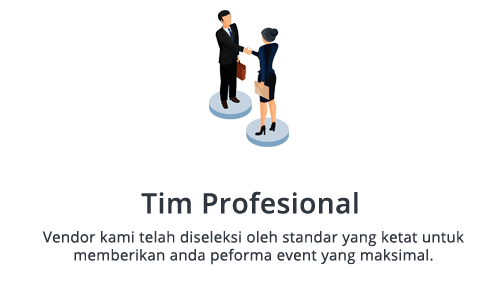 Tim Profesional
Vendor kami telah diseleksi oleh standar yang ketat untuk
memberikan anda peforma event yang maksimal.